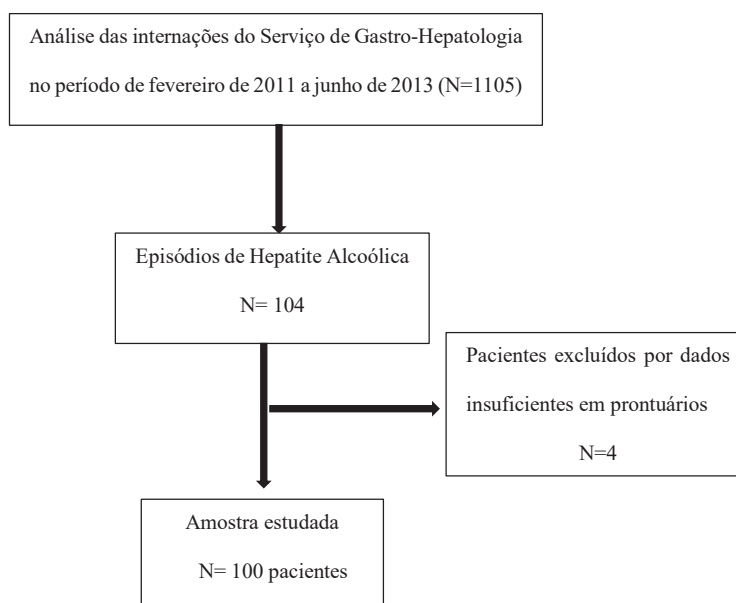 Análise das internações do Serviço de Gastro-Hepatologia
no período de fevereiro de 2011 a junho de 2013 (N=1105)
Episódios de Hepatite Alcoólica
N= 104
Pacientes excluídos por dados
insuficientes em prontuários
N=4
Amostra estudada
N= 100 pacientes